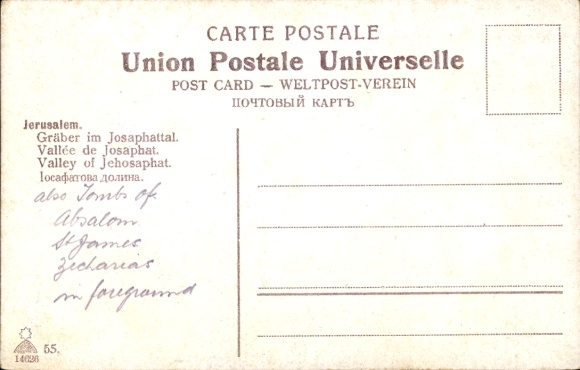 CARTE POSTALE
Union Postale Universelle
POST CARD — WELTPOST-VEREIN
ПОЧТОВЫЙ КАРТЪ
Jerusalem.
Gräber im Josaphattal.
Vallée de Josaphat.
Valley of Jehosaphat.
Іосафатова долина.
also Tombs of
Absalom
St James
Zecharias
in foreground
55.
14626